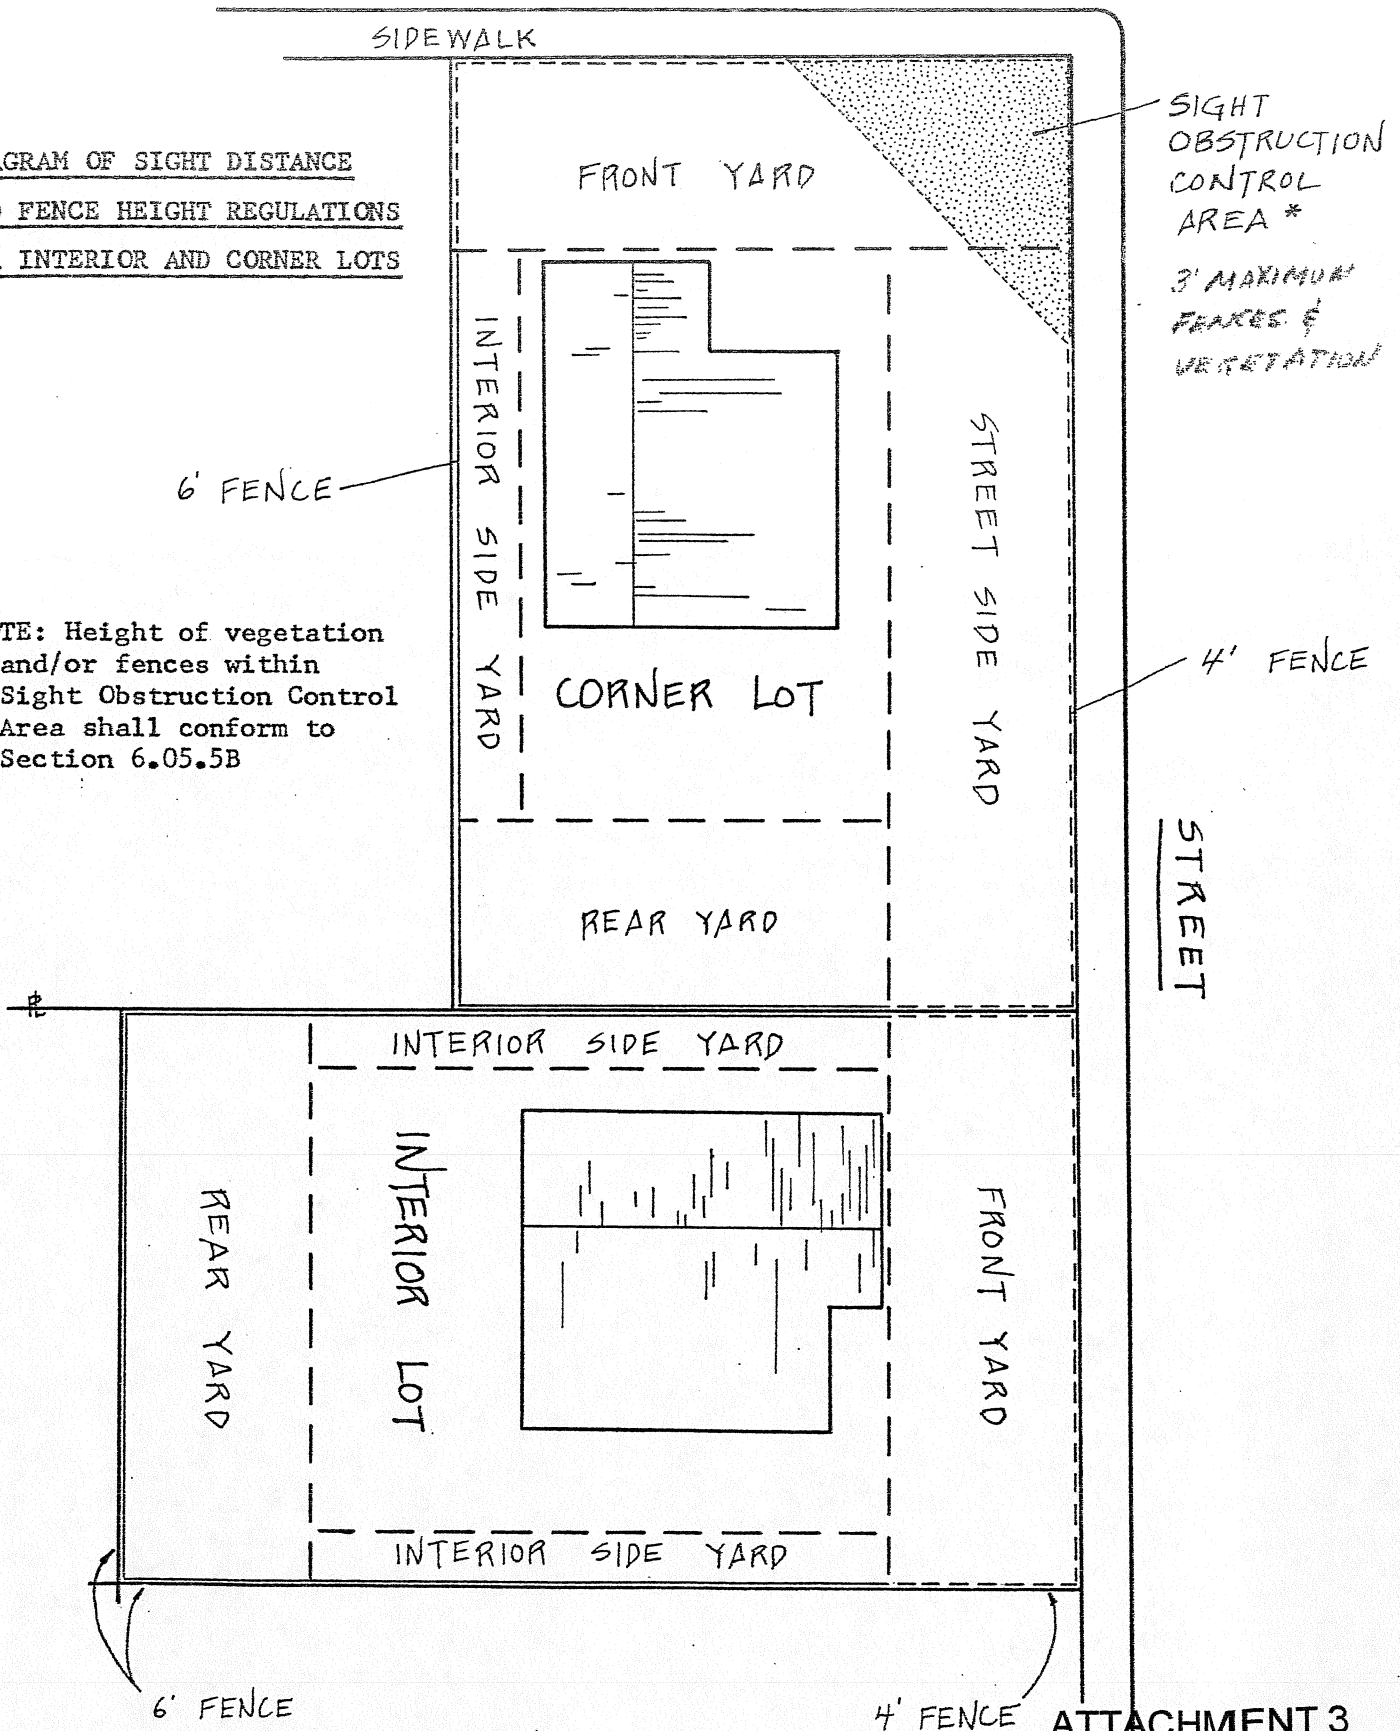 SIDEWALK
AGRAM OF SIGHT DISTANCE
FENCE HEIGHT REGULATIONS
INTERIOR AND CORNER LOTS
SIGHT
OBSTRUCTION
CONTROL
AREA *
3' MAXIMUM
FENCES &
VEGETATION
FRONT YARD
INTERIOR SIDE YARD
STREET SIDE YARD
6' FENCE
TE: Height of vegetation
and/or fences within
Sight Obstruction Control
Area shall conform to
Section 6.05.5B
CORNER LOT
4' FENCE
STREET
REAR YARD
PL
INTERIOR SIDE YARD
REAR YARD
INTERIOR LOT
FRONT YARD
INTERIOR SIDE YARD
6' FENCE
4' FENCE
ATTACHMENT 3